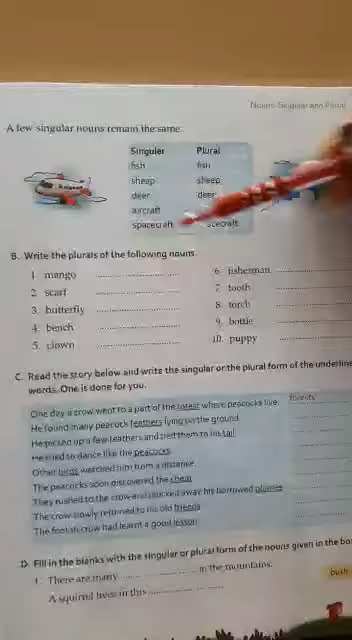 Nouns: Singular and Plural
A few singular nouns remain the same.
Singular Plural
fish fish
sheep sheep
deer deer
aircraft
spacecraft
B. Write the plurals of the following nouns.
1. mango
2. scarf
3. butterfly
4. bench
5. clown
6. fisherman
7. tooth
8. torch
9. bottle
10. puppy
C. Read the story below and write the singular or the plural form of the underline
words. One is done for you.
One day a crow went to a part of the forest where peacocks live. forests
He found many peacock feathers lying on the ground.
He picked up a few feathers and tied them to his tail.
He tried to dance like the peacocks.
Other birds watched him from a distance.
The peacocks soon discovered the cheat.
They rushed to the crow and plucked away his borrowed plumes.
The crow slowly returned to his old friends.
The foolish crow had learnt a good lesson.
D. Fill in the blanks with the singular or plural form of the nouns given in the bo
1. There are many in the mountains.
bush
A squirrel lives in this